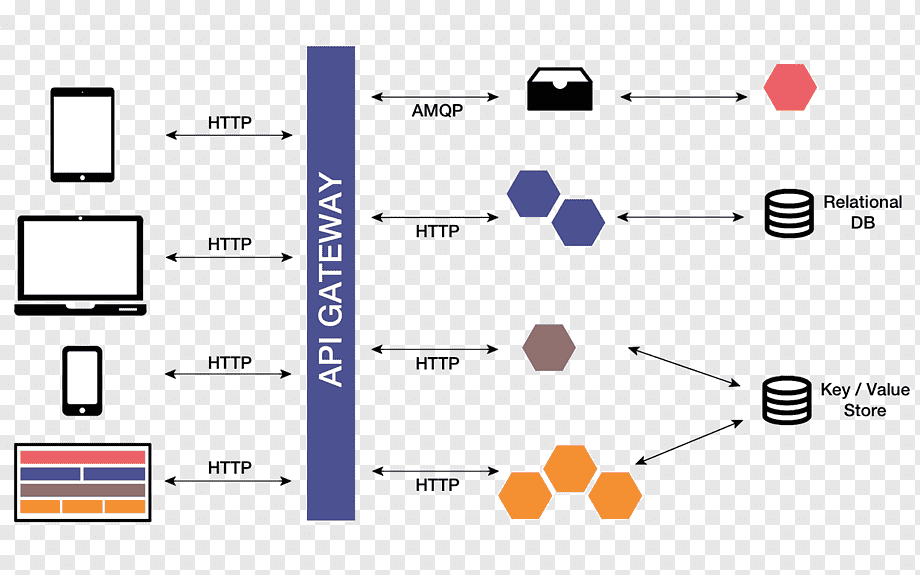 HTTP
HTTP
HTTP
HTTP
API GATEWAY
AMQP
HTTP
HTTP
HTTP
Relational
DB
Key / Value
Store